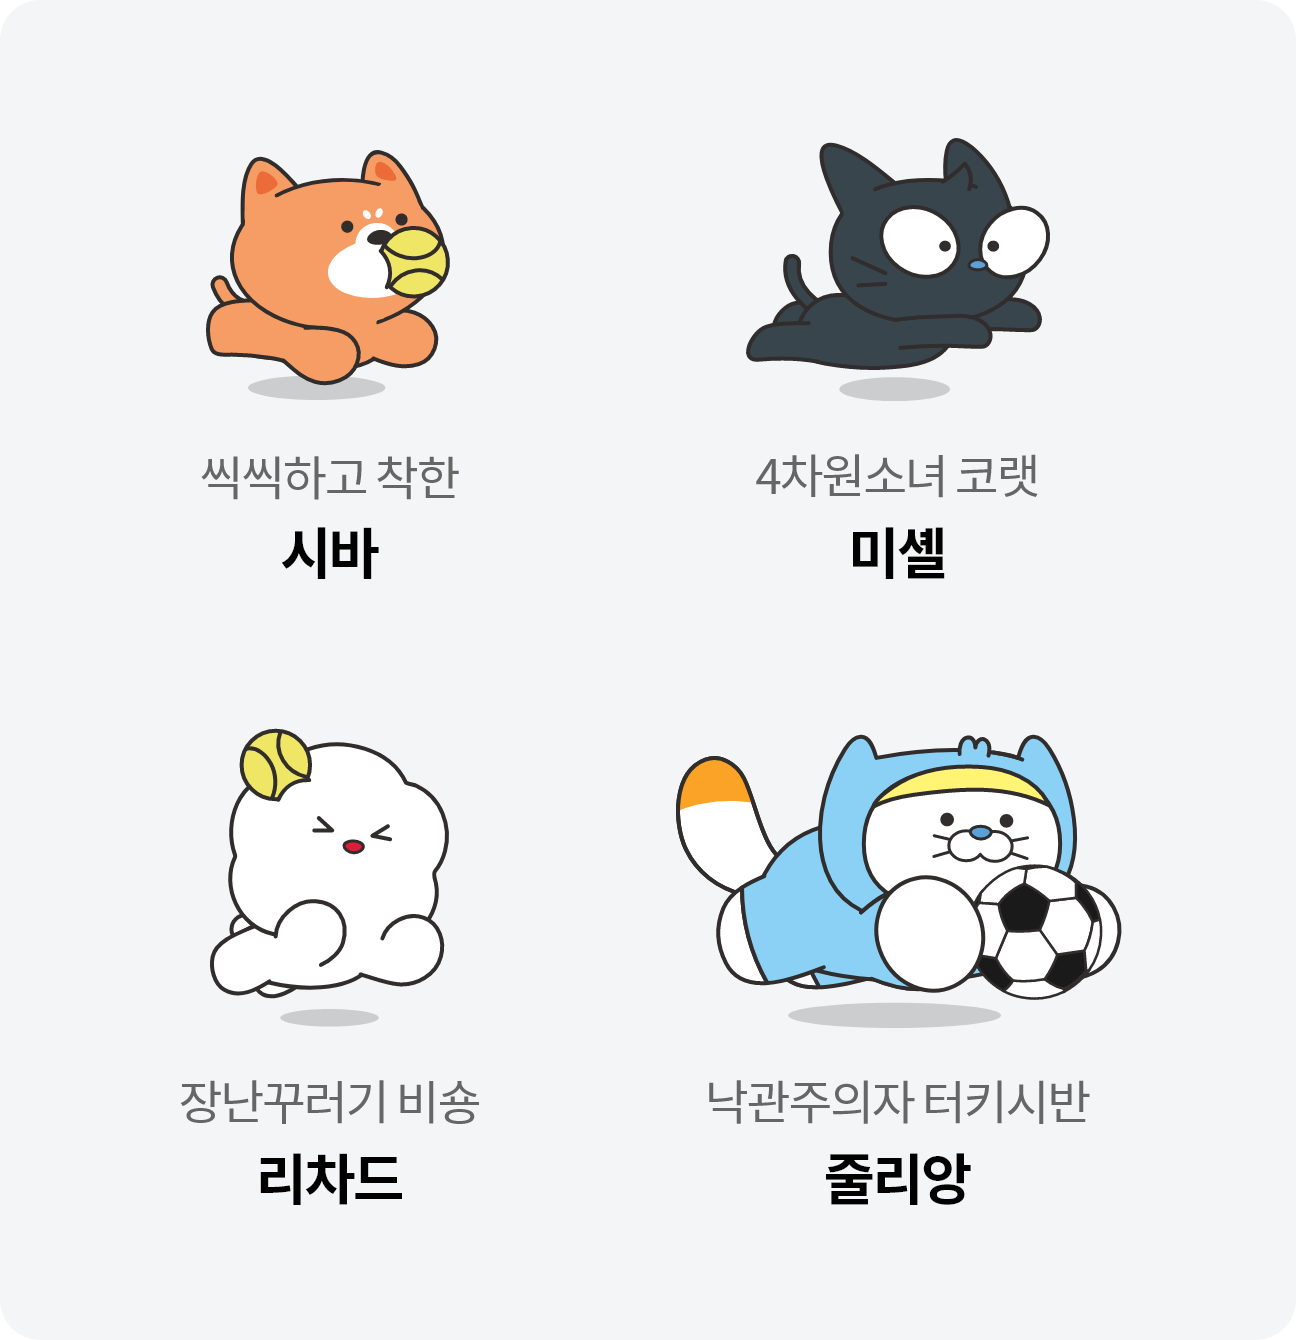 씩씩하고 착한
시바
4차원소녀 코랫
미셸
장난꾸러기 비숑
리차드
낙관주의자 터키시반
줄리앙